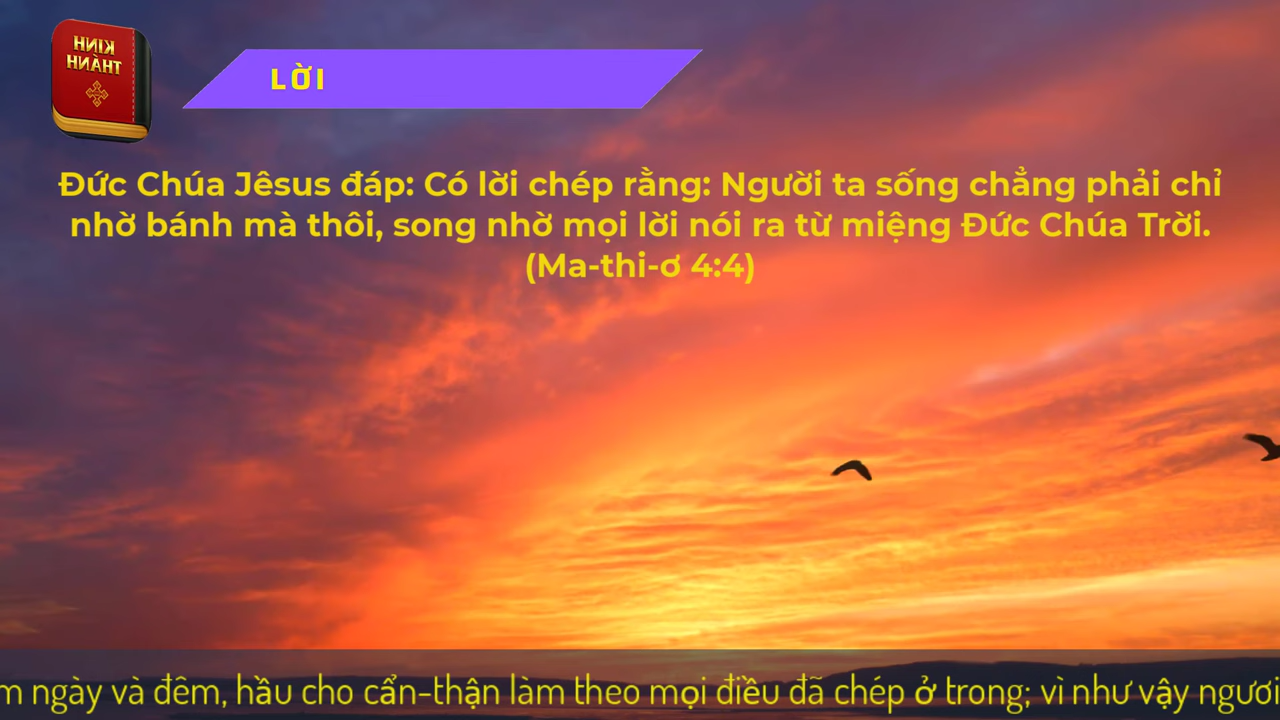 KINH
THÁNH
LỜI
Đức Chúa Jêsus đáp: Có lời chép rằng: Người ta sống chẳng phải chỉ
nhờ bánh mà thôi, song nhờ mọi lời nói ra từ miệng Đức Chúa Trời.
(Ma-thi-ơ 4:4)
ngày và đêm, hầu cho cẩn-thận làm theo mọi điều đã chép ở trong; vì như vậy